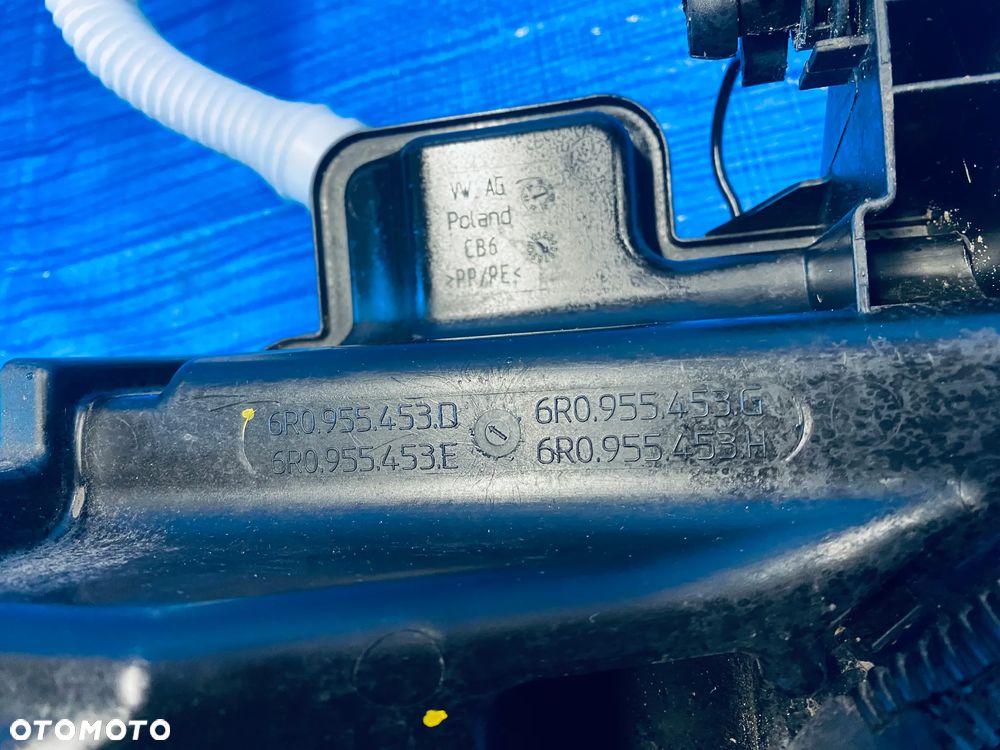 VW. AG
Poland
CB6
>PP/PE<
6R0.955.453.D
6R0.955.453.E
6R0.955.453.G
6R0.955.453.H
OTOMOTO